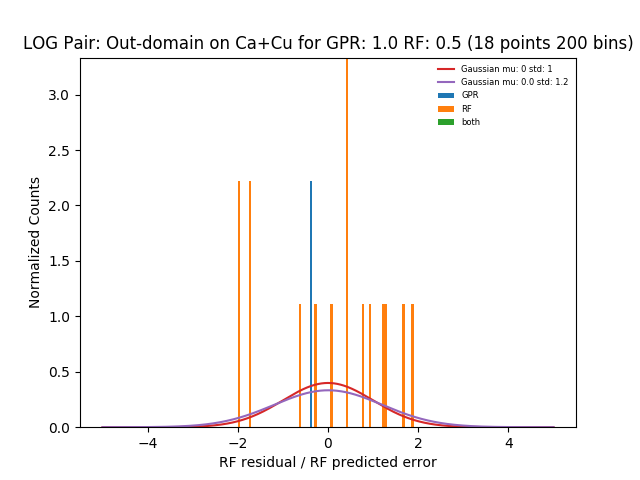 LOG Pair: Out-domain on Ca+Cu for GPR: 1.0 RF: 0.5 (18 points 200 bins)
Gaussian mu: 0 std: 1
Gaussian mu: 0.0 std: 1.2
GPR
RF
both
3.0
2.5
2.0
1.5
1.0
0.5
0.0
Normalized Counts
−4
−2
0
2
4
RF residual / RF predicted error